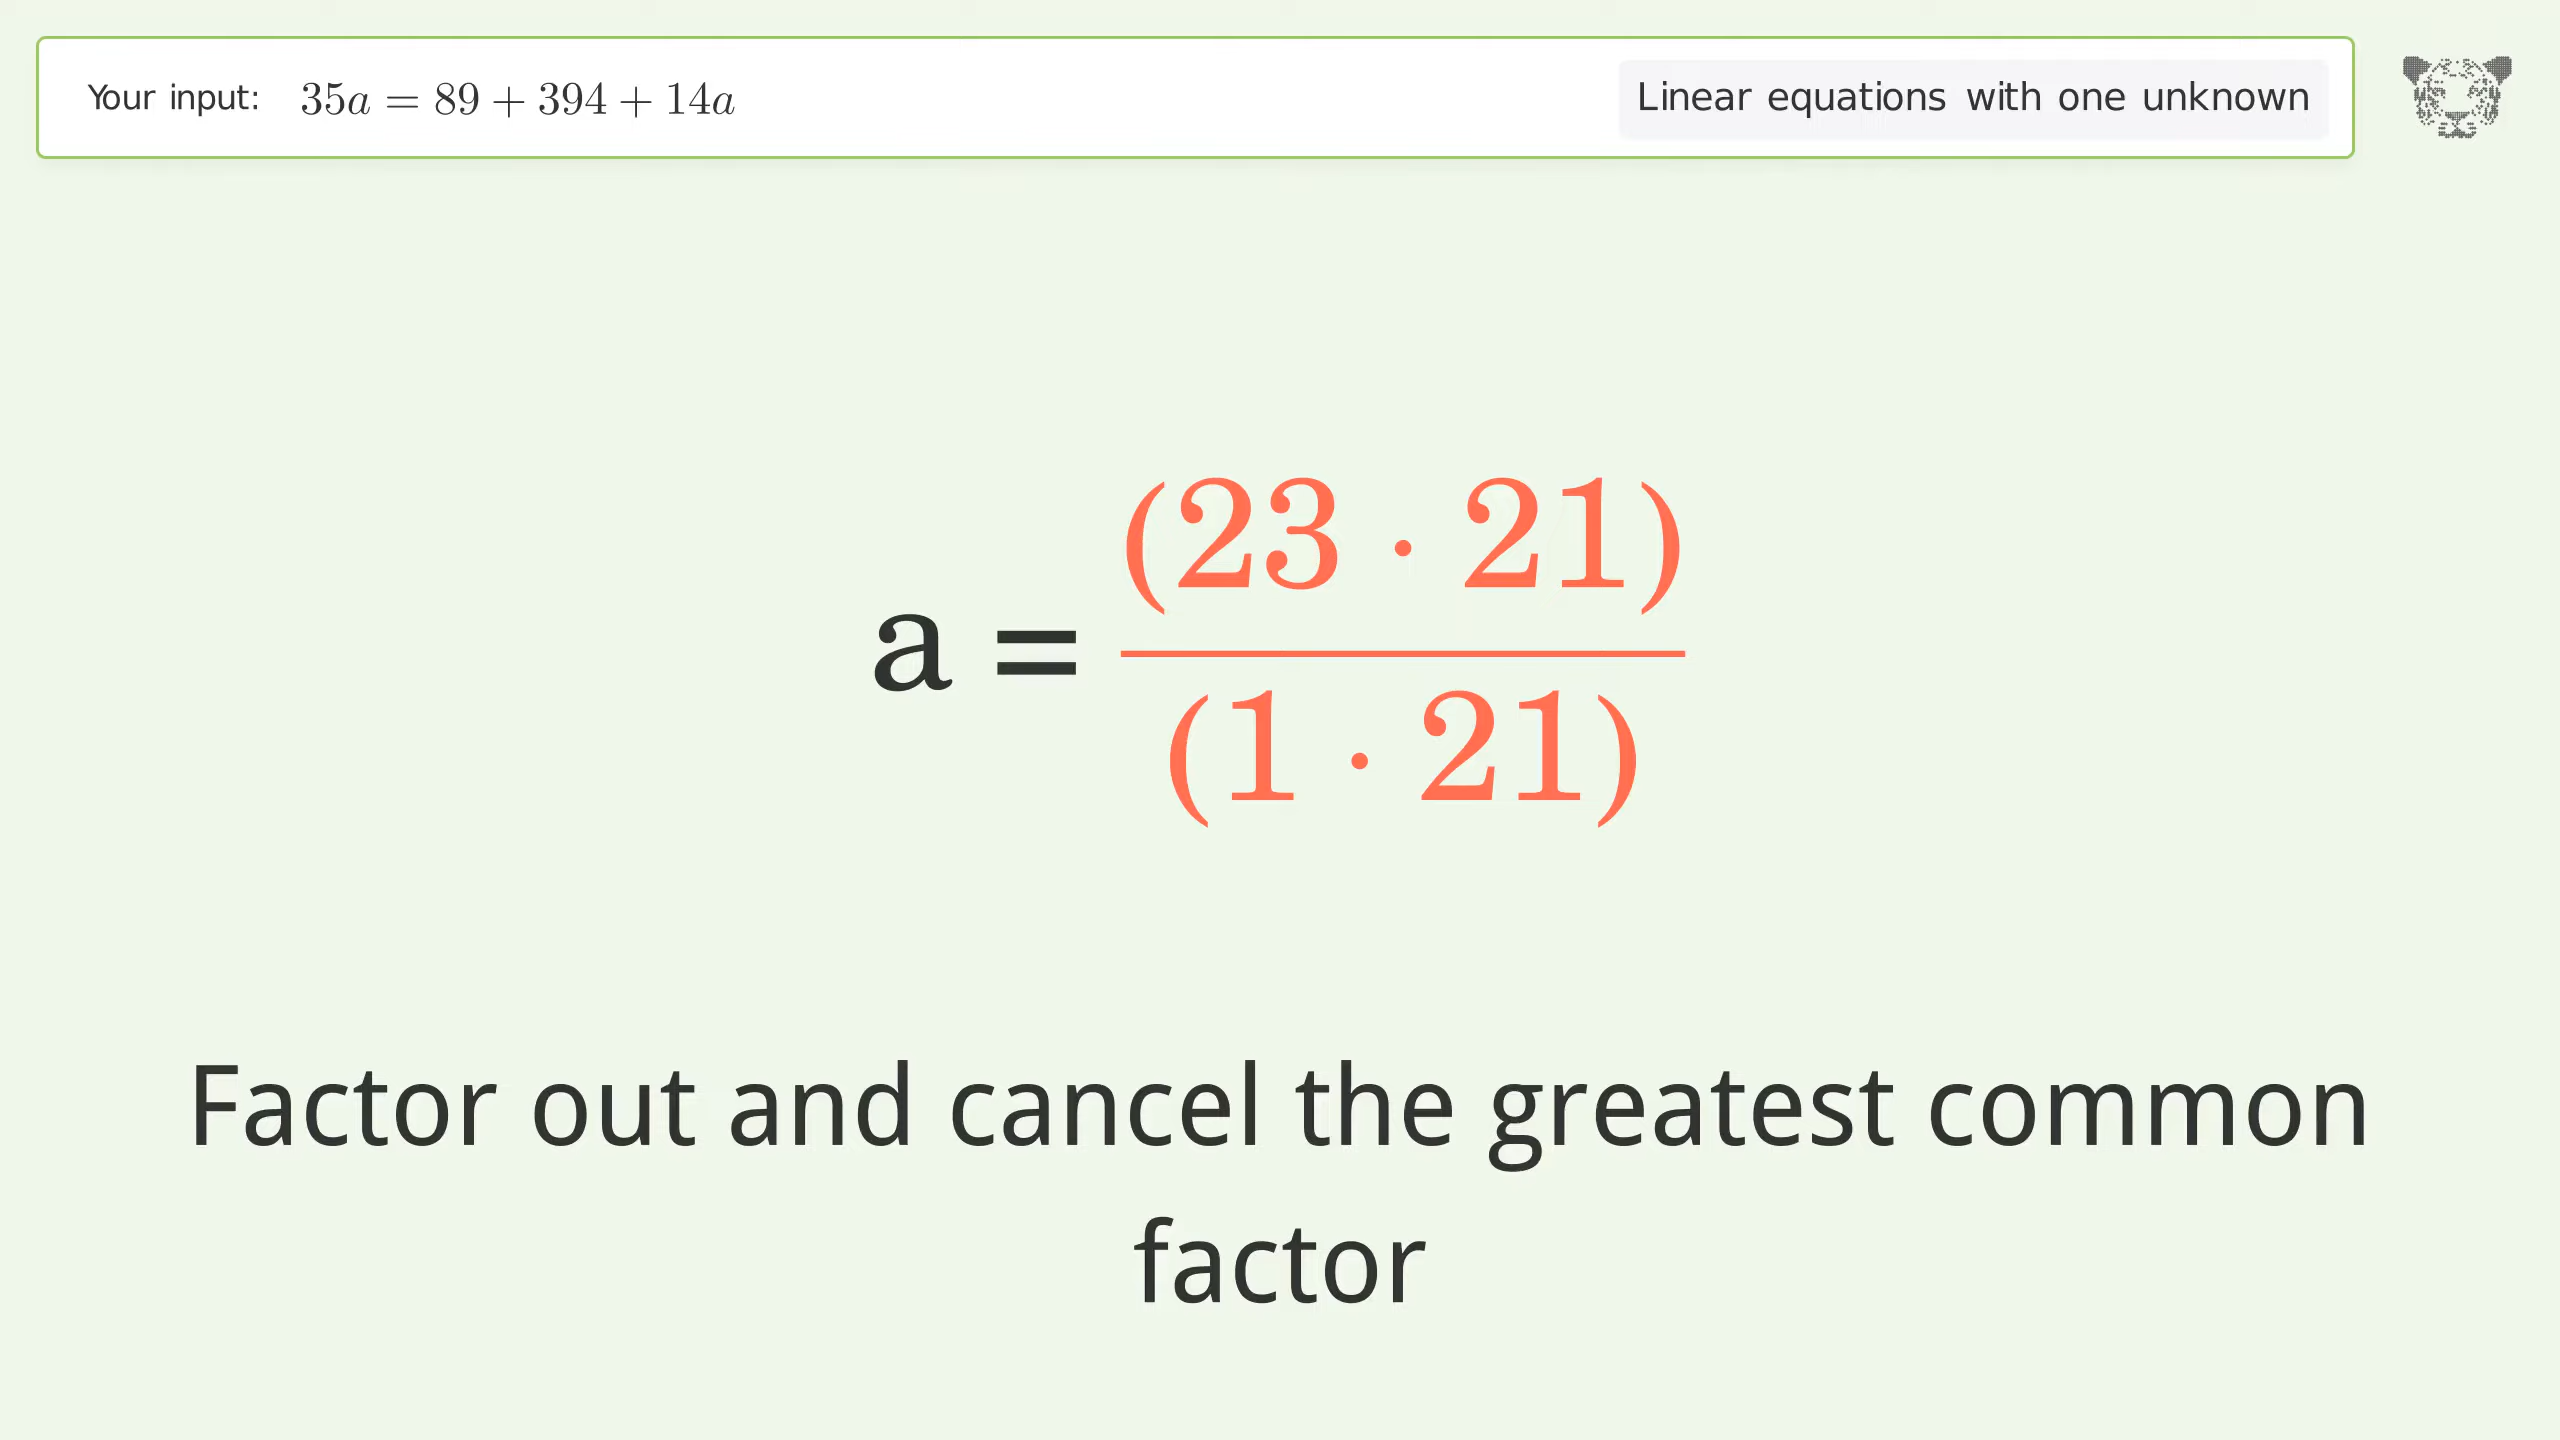 Your input: 35a = 89 + 394 + 14a
Linear equations with one unknown
a = (23 · 21) / (1 · 21)
Factor out and cancel the greatest common
factor